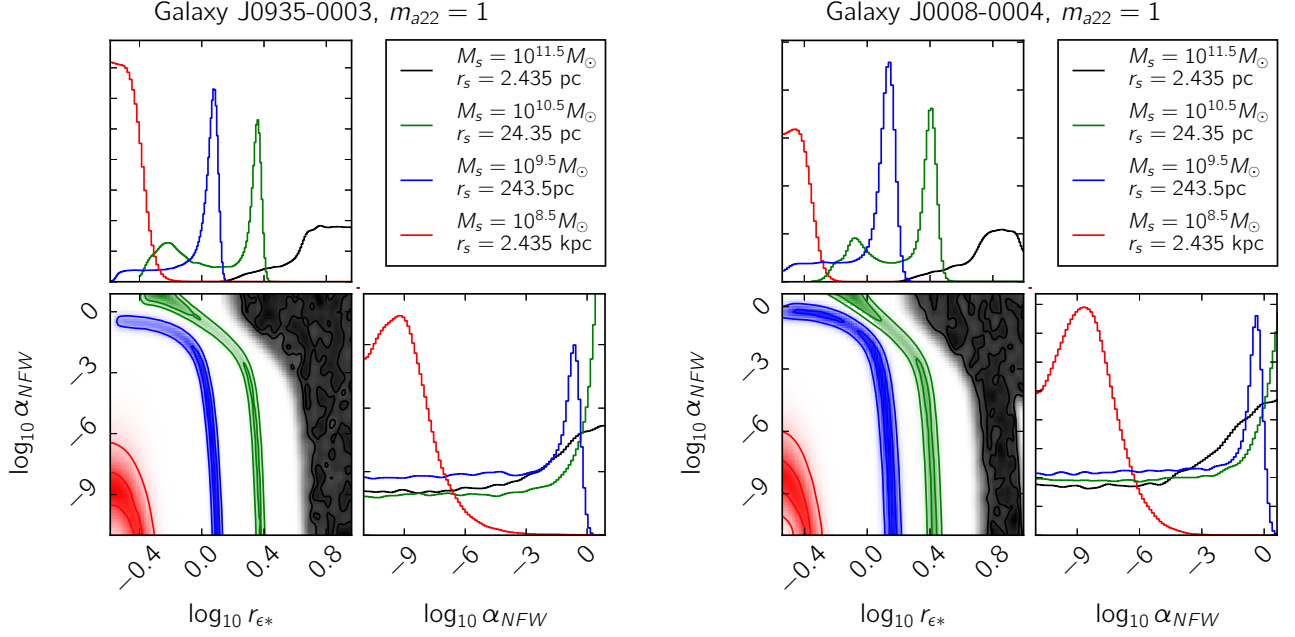 Galaxy J0935-0003, m_{a22} = 1
M_s = 10^{11.5}M_⊙
r_s = 2.435 pc
M_s = 10^{10.5}M_⊙
r_s = 24.35 pc
M_s = 10^{9.5}M_⊙
r_s = 243.5pc
M_s = 10^{8.5}M_⊙
r_s = 2.435 kpc
0
−3
−6
−9
log_{10} α_{NFW}
−0.4 0.0 0.4 0.8
log_{10} r_{ϵ*}
−9 −6 −3 0
log_{10} α_{NFW}
Galaxy J0008-0004, m_{a22} = 1
M_s = 10^{11.5}M_⊙
r_s = 2.435 pc
M_s = 10^{10.5}M_⊙
r_s = 24.35 pc
M_s = 10^{9.5}M_⊙
r_s = 243.5pc
M_s = 10^{8.5}M_⊙
r_s = 2.435 kpc
0
−3
−6
−9
log_{10} α_{NFW}
−0.4 0.0 0.4 0.8
log_{10} r_{ϵ*}
−9 −6 −3 0
log_{10} α_{NFW}